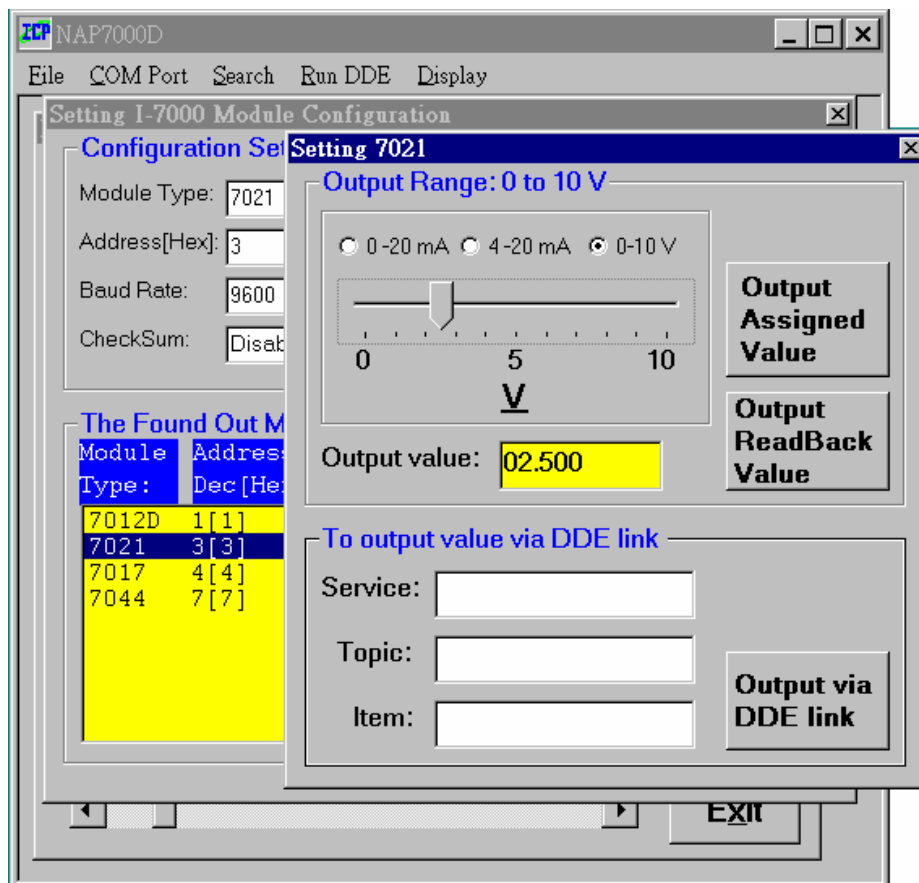 ICP NAP7000D
File COM Port Search Run DDE Display
Setting I-7000 Module Configuration
Configuration Set
Module Type: 7021
Address[Hex]: 3
Baud Rate: 9600
CheckSum: Disab
The Found Out M
Module Address
Type: Dec[Hex
7012D 1[1]
7021 3[3]
7017 4[4]
7044 7[7]
Setting 7021
Output Range: 0 to 10 V
0-20 mA 4-20 mA 0-10 V
0 5 10
V
Output value: 02.500
Output
Assigned
Value
Output
ReadBack
Value
To output value via DDE link
Service:
Topic:
Item:
Output via
DDE link
Exit